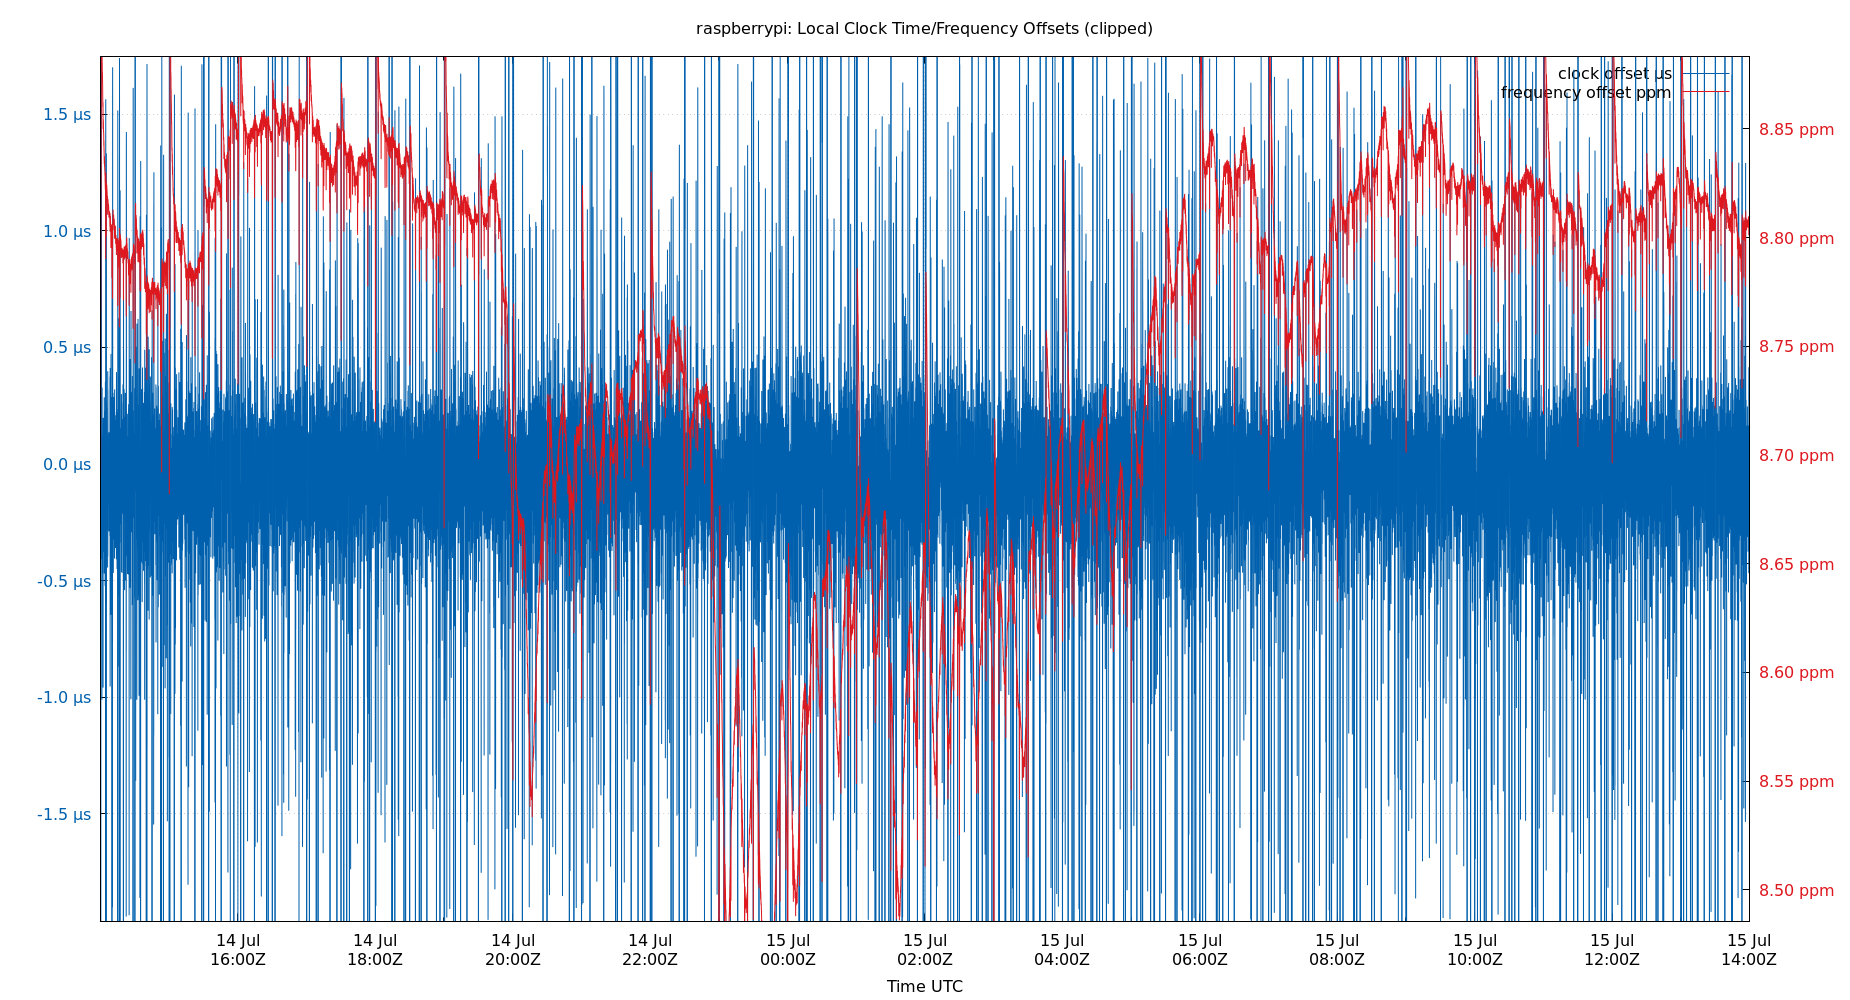 raspberrypi: Local Clock Time/Frequency Offsets (clipped)
clock offset µs
frequency offset ppm
1.5 µs
1.0 µs
0.5 µs
0.0 µs
-0.5 µs
-1.0 µs
-1.5 µs
8.85 ppm
8.80 ppm
8.75 ppm
8.70 ppm
8.65 ppm
8.60 ppm
8.55 ppm
8.50 ppm
14 Jul 14 Jul 14 Jul 14 Jul 15 Jul 15 Jul 15 Jul 15 Jul 15 Jul 15 Jul 15 Jul 15 Jul
16:00Z 18:00Z 20:00Z 22:00Z 00:00Z 02:00Z 04:00Z 06:00Z 08:00Z 10:00Z 12:00Z 14:00Z
Time UTC